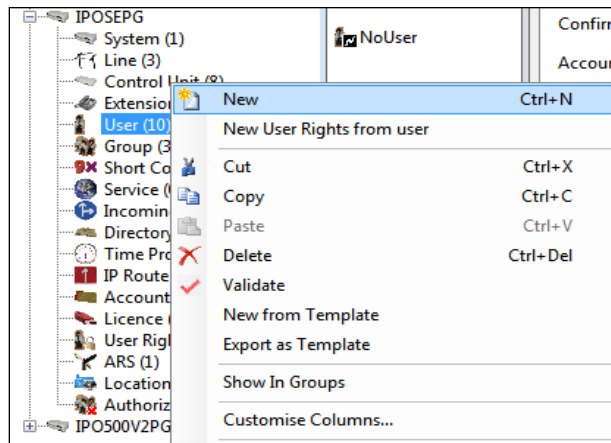 IPOSEPG
System (1)
Line (3)
Control Unit (8)
Extension
User (10)
Group (3
Short Co
Service (
Incomin
Directory
Time Pro
IP Route
Account
Licence (
User Rig
ARS (1)
Location
Authoriz
IPO500V2PG
NoUser
Confirm
Accou
New Ctrl+N
New User Rights from user
Cut Ctrl+X
Copy Ctrl+C
Paste Ctrl+V
Delete Ctrl+Del
Validate
New from Template
Export as Template
Show In Groups
Customise Columns...